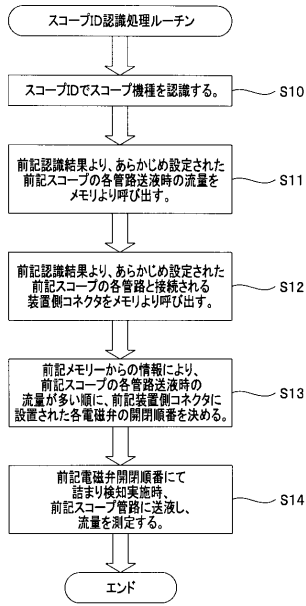 スコープID認識処理ルーチン
スコープIDでスコープ機種を認識する。
S10
前記認識結果より、あらかじめ設定された
前記スコープの各管路送液時の流量を
メモリより呼び出す。
S11
前記認識結果より、あらかじめ設定された
前記スコープの各管路と接続される
装置側コネクタをメモリより呼び出す。
S12
前記メモリーからの情報により、
前記スコープの各管路送液時の
流量が多い順に、前記装置側コネクタに
設置された各電磁弁の開閉順番を決める。
S13
前記電磁弁開閉順番にて
詰まり検知実施時、
前記スコープ管路に送液し、
流量を測定する。
S14
エンド